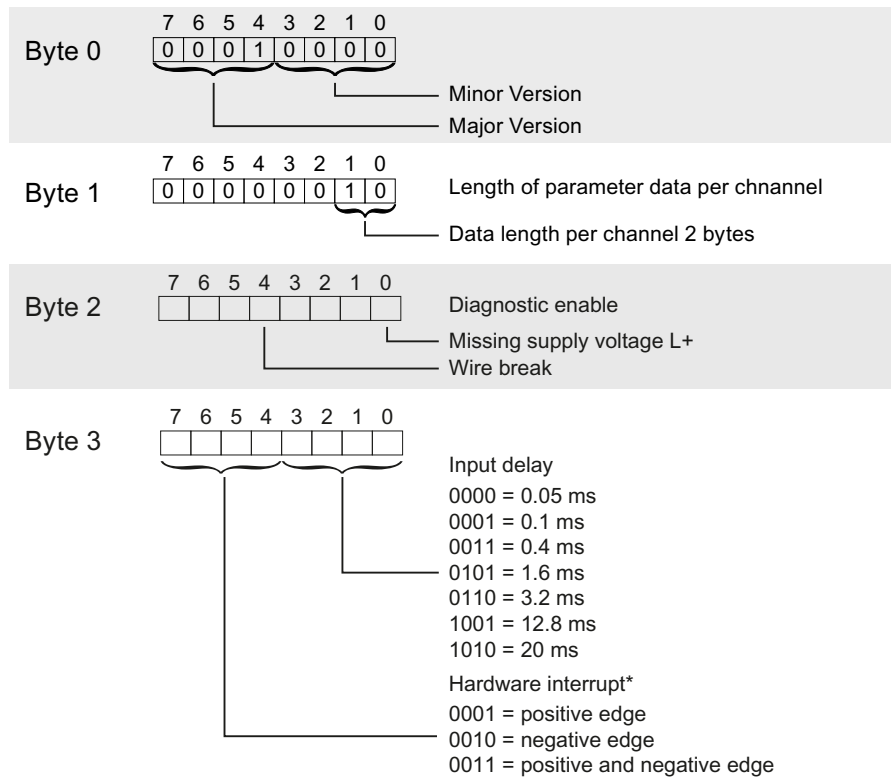 7 6 5 4 3 2 1 0
Byte 0
0 0 0 1 0 0 0 0
Minor Version
Major Version
7 6 5 4 3 2 1 0
Byte 1
0 0 0 0 0 0 1 0
Length of parameter data per chnannel
Data length per channel 2 bytes
7 6 5 4 3 2 1 0
Byte 2
Diagnostic enable
Missing supply voltage L+
Wire break
7 6 5 4 3 2 1 0
Byte 3
Input delay
0000 = 0.05 ms
0001 = 0.1 ms
0011 = 0.4 ms
0101 = 1.6 ms
0110 = 3.2 ms
1001 = 12.8 ms
1010 = 20 ms
Hardware interrupt*
0001 = positive edge
0010 = negative edge
0011 = positive and negative edge